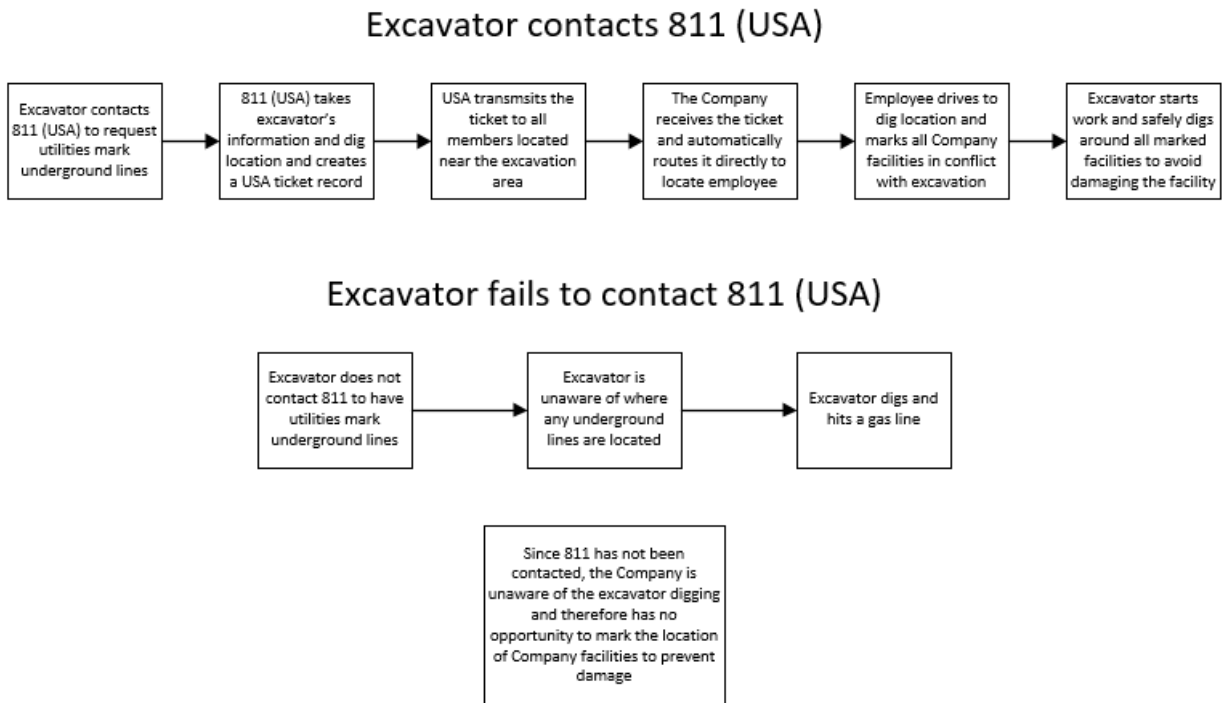 Excavator contacts 811 (USA)
Excavator contacts
811 (USA) to request
utilities mark
underground lines
811 (USA) takes
excavator's
information and dig
location and creates
a USA ticket record
USA transmsits the
ticket to all
members located
near the excavation
area
The Company
receives the ticket
and automatically
routes it directly to
locate employee
Employee drives to
dig location and
marks all Company
facilities in conflict
with excavation
Excavator starts
work and safely digs
around all marked
facilities to avoid
damaging the facility
Excavator fails to contact 811 (USA)
Excavator does not
contact 811 to have
utilities mark
underground lines
Excavator is
unaware of where
any underground
lines are located
Excavator digs and
hits a gas line
Since 811 has not been
contacted, the Company is
unaware of the excavator digging
and therefore has no
opportunity to mark the location
of Company facilities to prevent
damage